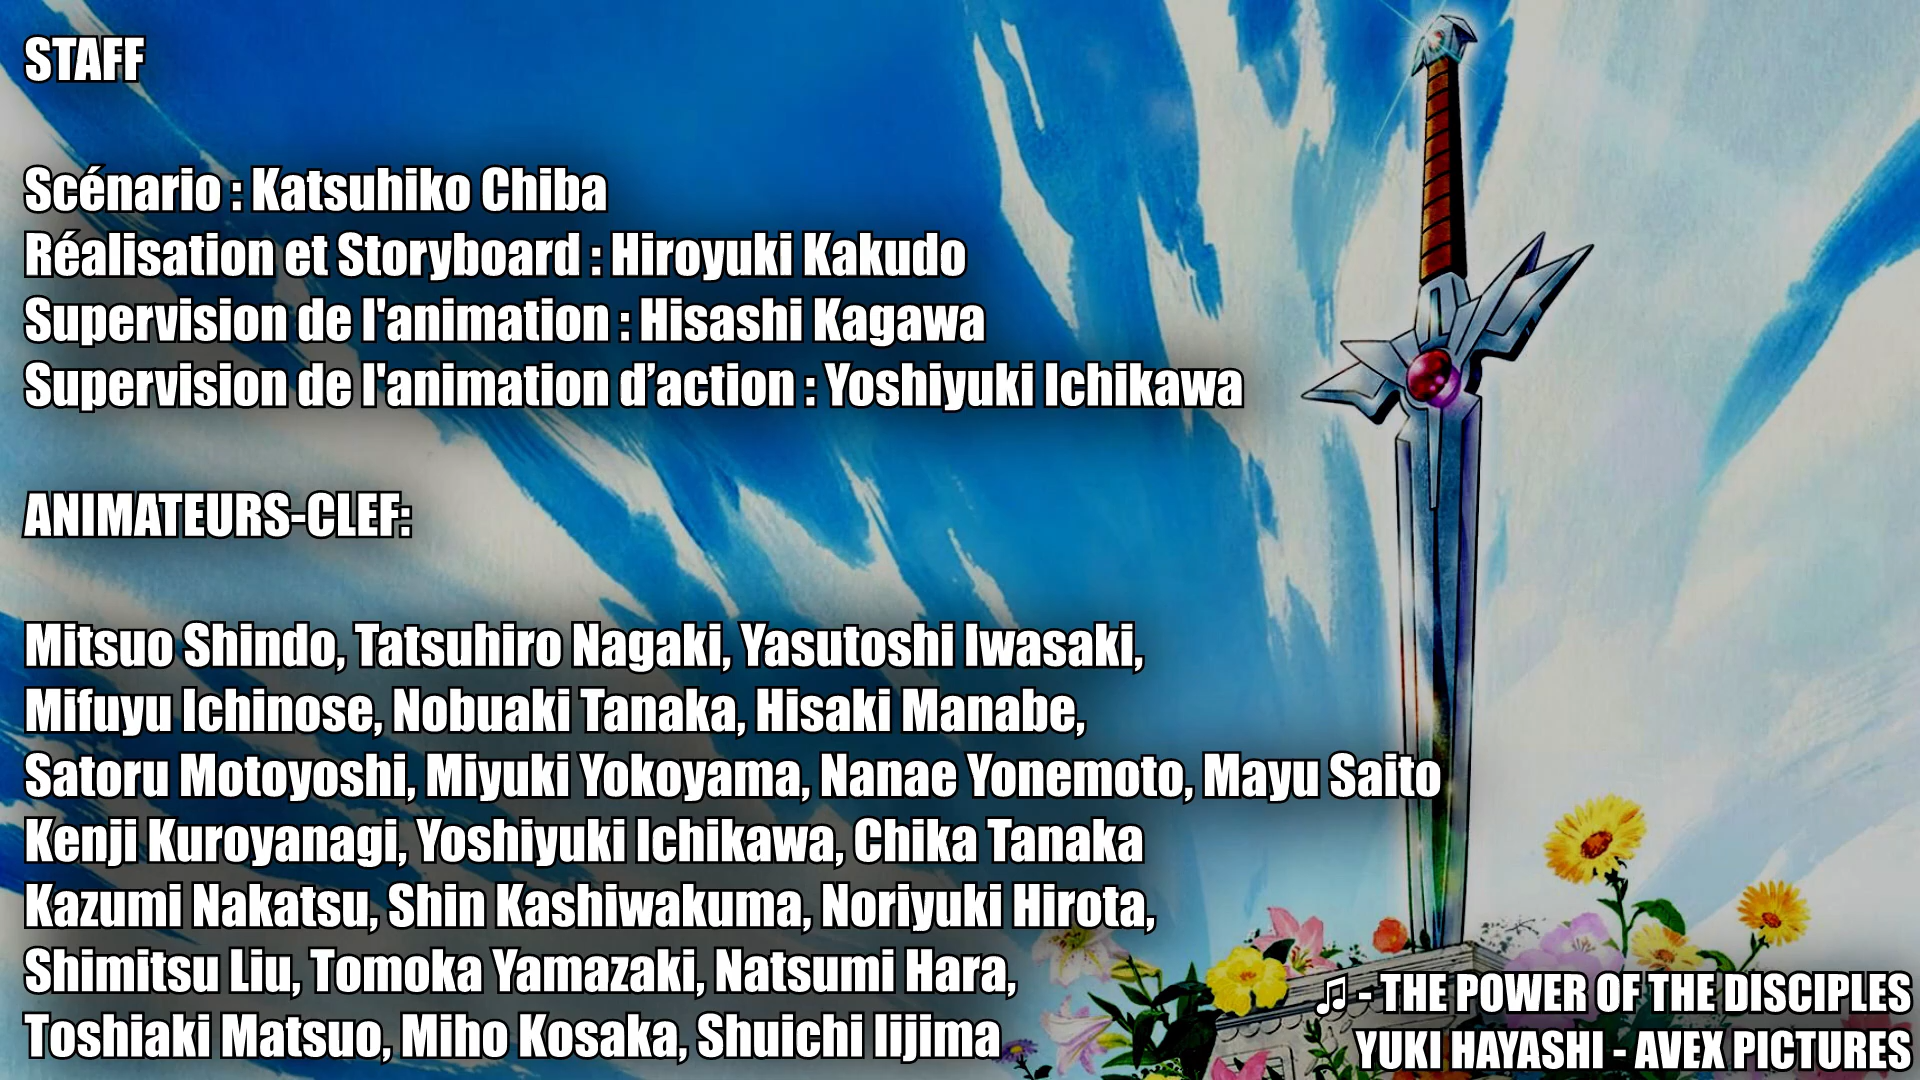 STAFF
Scénario : Katsuhiko Chiba
Réalisation et Storyboard : Hiroyuki Kakudo
Supervision de l'animation : Hisashi Kagawa
Supervision de l'animation d’action : Yoshiyuki Ichikawa
ANIMATEURS-CLEF:
Mitsuo Shindo, Tatsuhiro Nagaki, Yasutoshi Iwasaki,
Mifuyu Ichinose, Nobuaki Tanaka, Hisaki Manabe,
Satoru Motoyoshi, Miyuki Yokoyama, Nanae Yonemoto, Mayu Saito
Kenji Kuroyanagi, Yoshiyuki Ichikawa, Chika Tanaka
Kazumi Nakatsu, Shin Kashiwakuma, Noriyuki Hirota,
Shimitsu Liu, Tomoka Yamazaki, Natsumi Hara,
Toshiaki Matsuo, Miho Kosaka, Shuichi Iijima
♫ - THE POWER OF THE DISCIPLES
YUKI HAYASHI - AVEX PICTURES